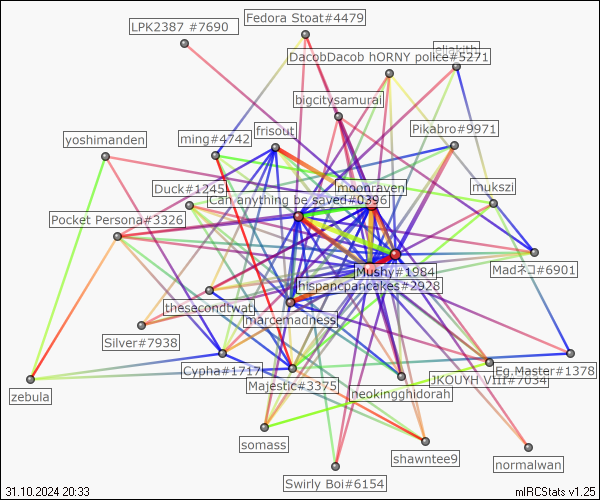 Fedora Stoat#4479
LPK2387 #7690
DacobDacob hORNY police#5271
bigcitysamurai
frisout
Pikabro#9971
ming#4742
yoshimanden
Duck#1245
moonraven
mukszi
Can anything be saved#0396
Pocket Persona#3326
Mushy#1984
Madネコ#6901
hispancpancakes#2928
thesecondtwat
marcemadness
Silver#7938
Cypha#1717
Eg.Master#1378
JKOUYH VIII#7034
Majestic#3375
neokingghidorah
zebula
somass
shawntee9
normalwan
Swirly Boi#6154
31.10.2024 20:33
mIRCStats v1.25